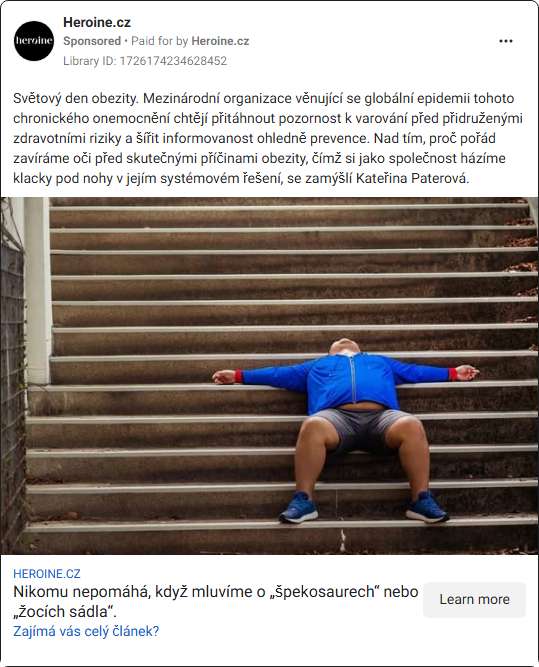 Heroine.cz
heroine
Sponsored • Paid for by Heroine.cz
Library ID: 1726174234628452
Světový den obezity. Mezinárodní organizace věnující se globální epidemii tohoto
chronického onemocnění chtějí přitáhnout pozornost k varování před přidruženými
zdravotními riziky a šířit informovanost ohledně prevence. Nad tím, proč pořád
zavíráme oči před skutečnými příčinami obezity, čímž si jako společnost házíme
klacky pod nohy v jejím systémovém řešení, se zamýšlí Kateřina Paterová.
HEROINE.CZ
Nikomu nepomáhá, když mluvíme o „špekosaurech“ nebo
„žocích sádla“.
Zajímá vás celý článek?
Learn more